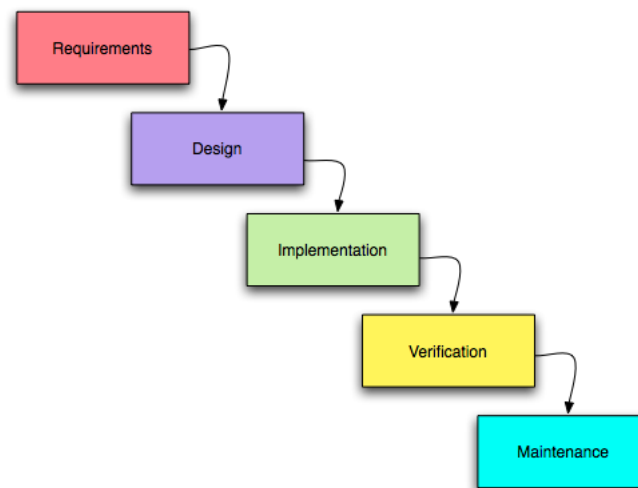 Requirements
Design
Implementation
Verification
Maintenance